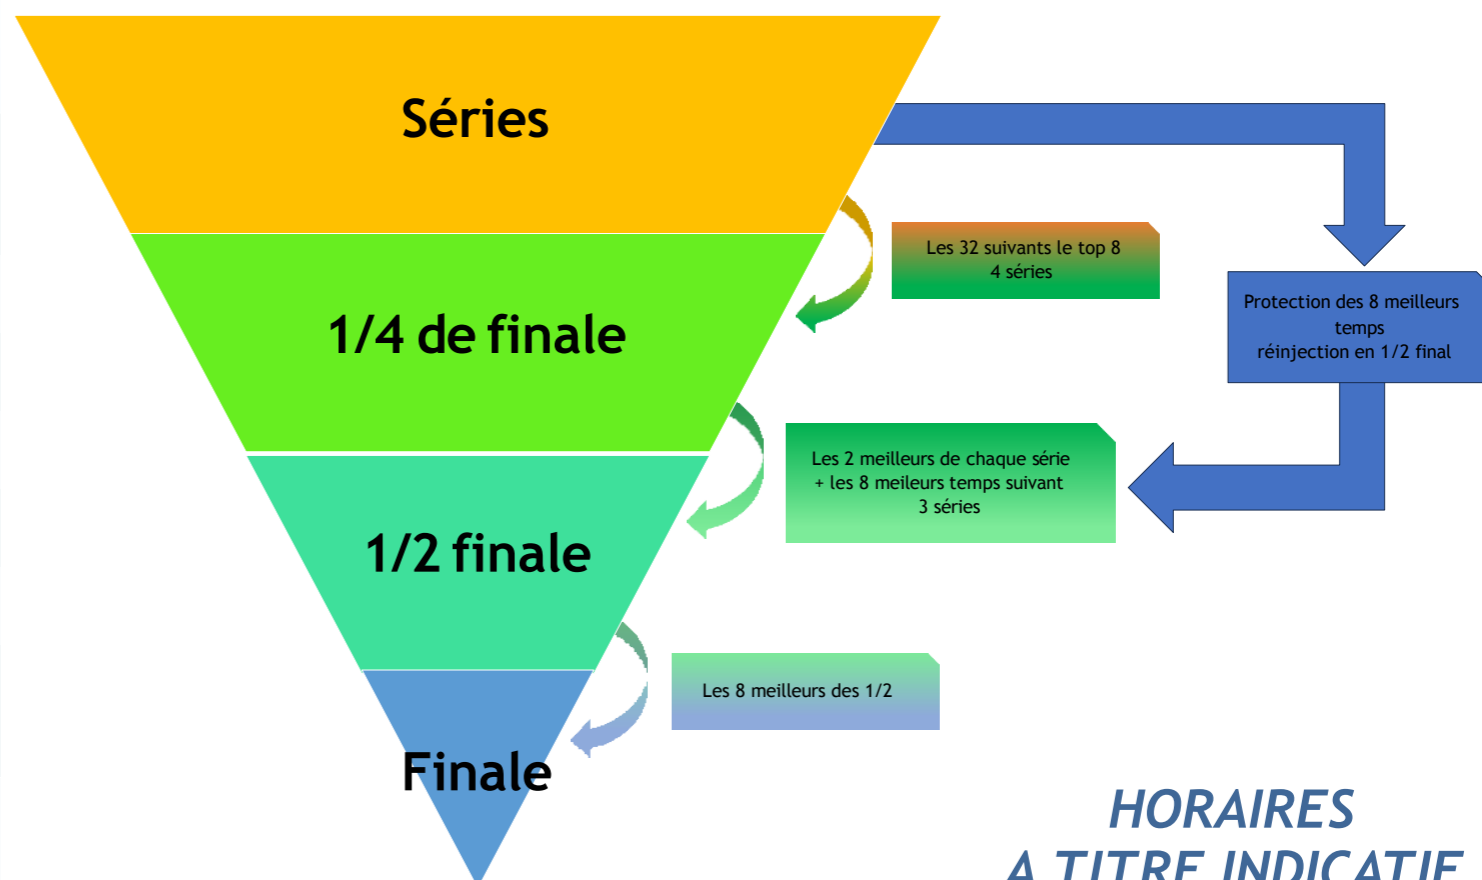 Séries
Les 32 suivants le top 8
4 séries
Protection des 8 meilleurs
temps
réinjection en 1/2 final
1/4 de finale
Les 2 meilleurs de chaque série
+ les 8 meileurs temps suivant
3 séries
1/2 finale
Les 8 meilleurs des 1/2
Finale
HORAIRES
A TITRE INDICATIF